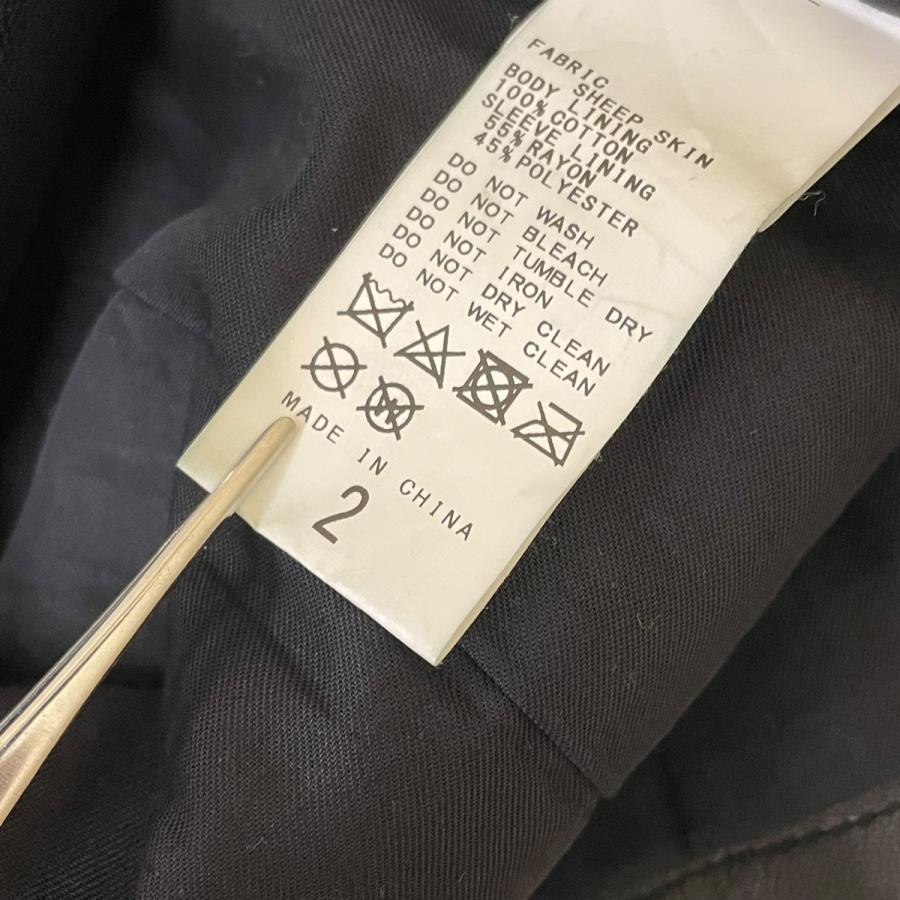 FABRIC
SHEEP SKIN
BODY LINING
100%COTTON
SLEEVE LINING
55%RAYON
45%POLYESTER
DO NOT WASH
DO NOT BLEACH
DO NOT TUMBLE DRY
DO NOT IRON
DO NOT DRY CLEAN
DO NOT WET CLEAN
MADE IN CHINA
2